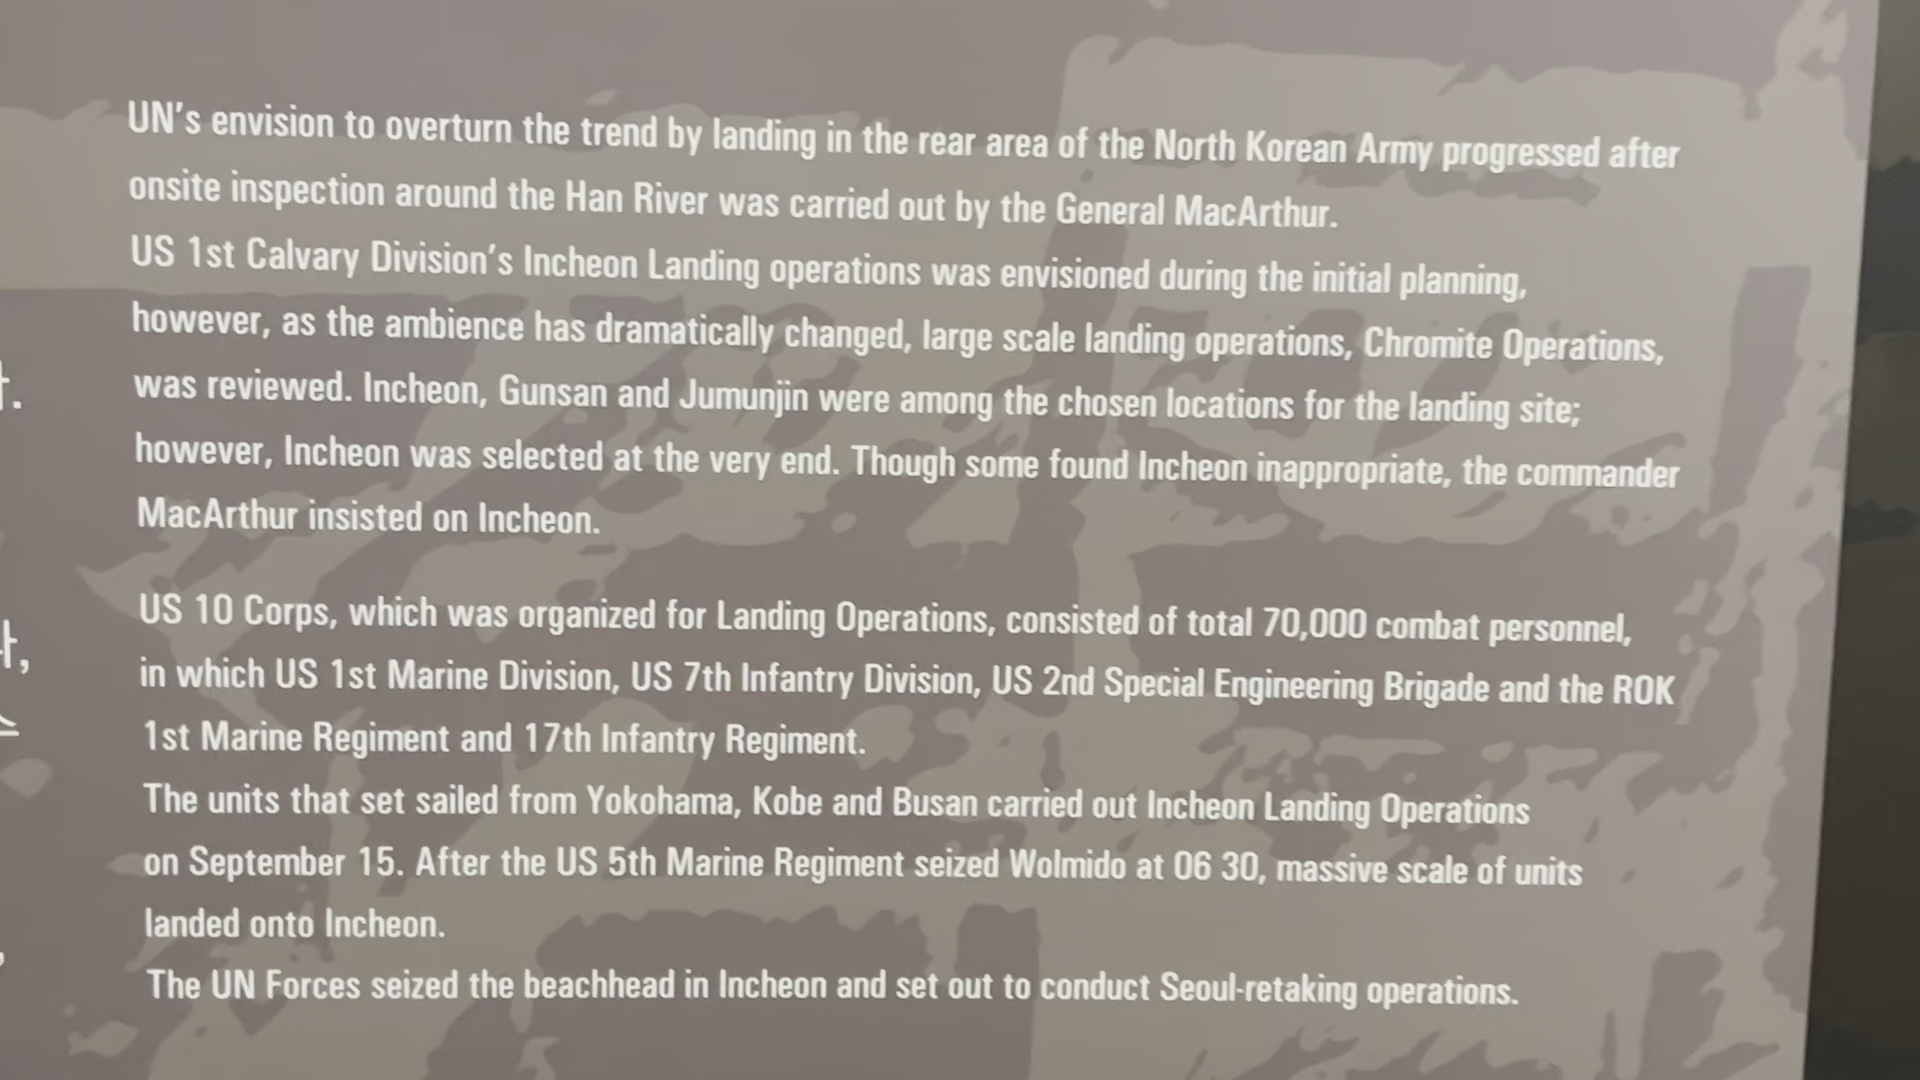 UN's envision to overturn the trend by landing in the rear area of the North Korean Army progressed after
onsite inspection around the Han River was carried out by the General MacArthur.
US 1st Calvary Division's Incheon Landing operations was envisioned during the initial planning,
however, as the ambience has dramatically changed, large scale landing operations, Chromite Operations,
was reviewed. Incheon, Gunsan and Jumunjin were among the chosen locations for the landing site;
however, Incheon was selected at the very end. Though some found Incheon inappropriate, the commander
MacArthur insisted on Incheon.
US 10 Corps, which was organized for Landing Operations, consisted of total 70,000 combat personnel,
in which US 1st Marine Division, US 7th Infantry Division, US 2nd Special Engineering Brigade and the ROK
1st Marine Regiment and 17th Infantry Regiment.
The units that set sailed from Yokohama, Kobe and Busan carried out Incheon Landing Operations
on September 15. After the US 5th Marine Regiment seized Wolmido at 06 30, massive scale of units
landed onto Incheon.
The UN Forces seized the beachhead in Incheon and set out to conduct Seoul-retaking operations.